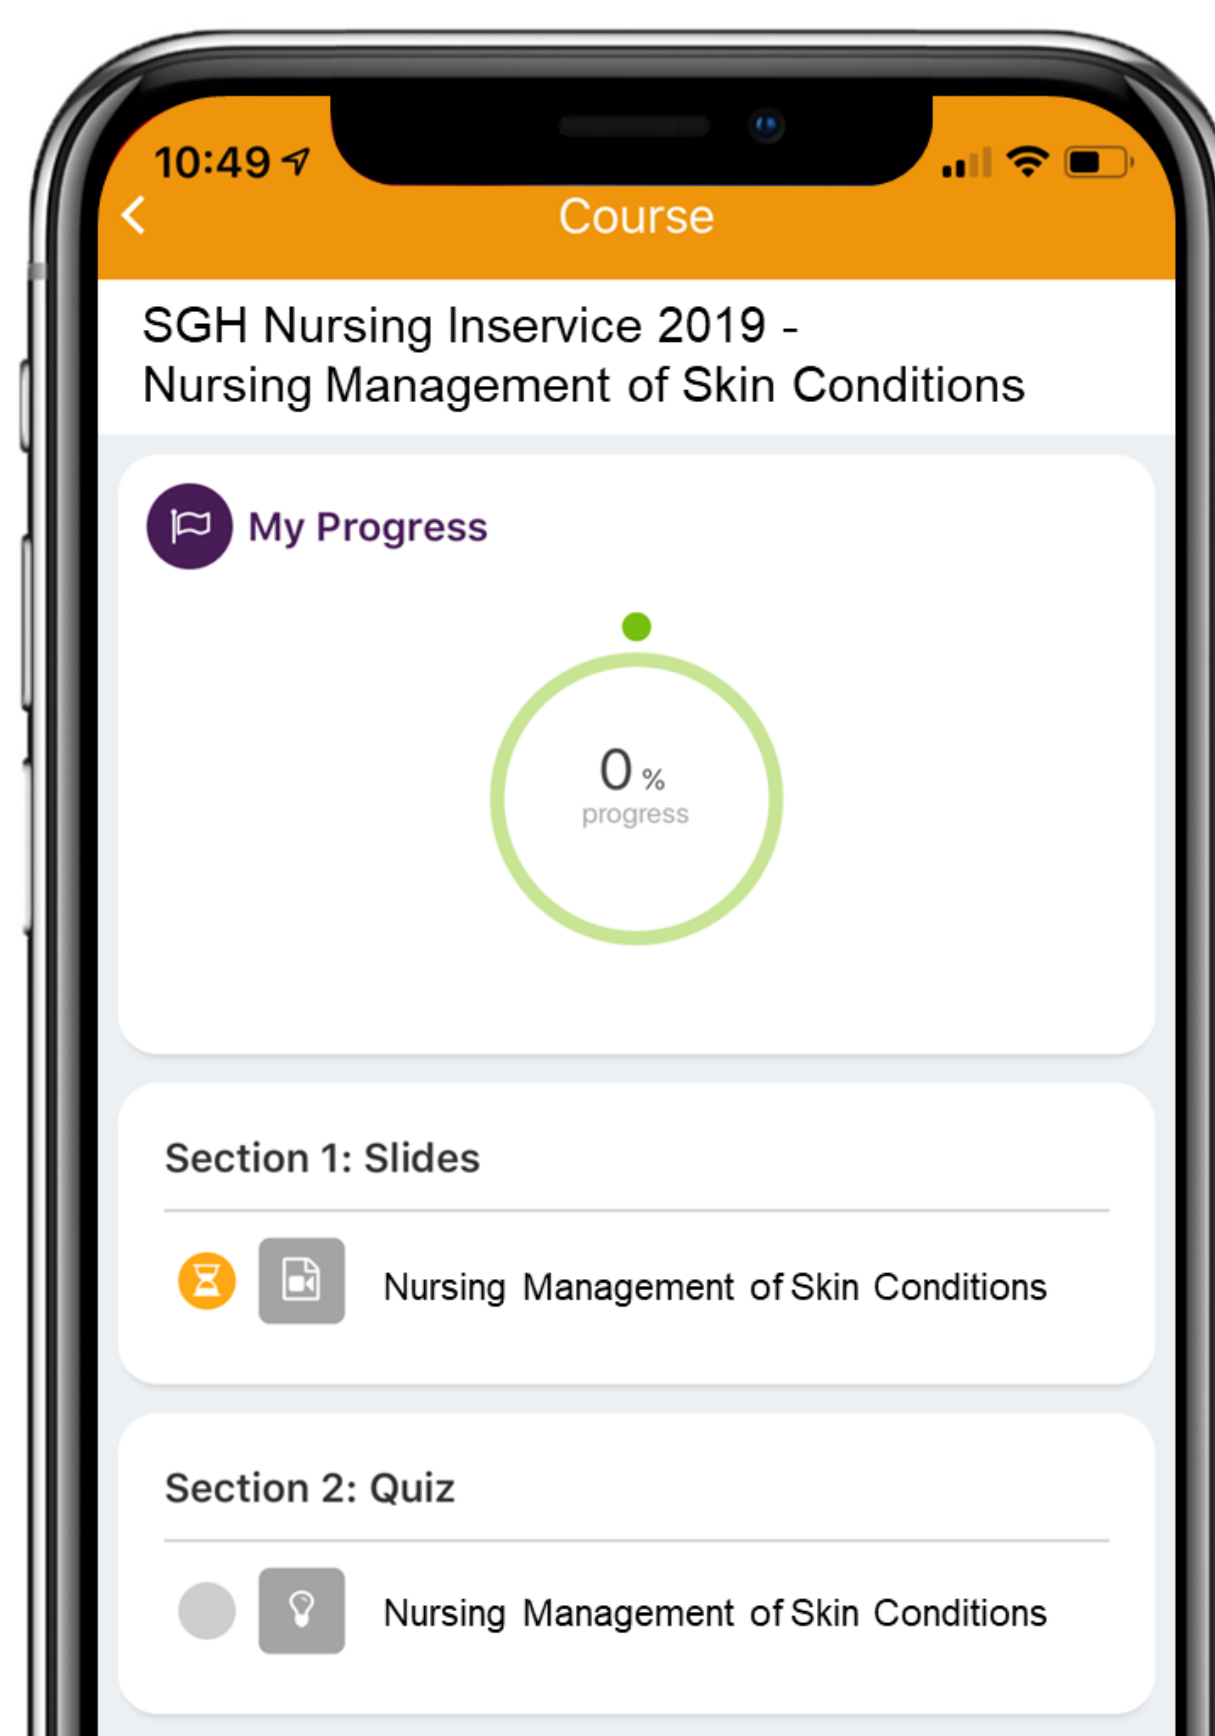 10:49
Course
SGH Nursing Inservice 2019 -
Nursing Management of Skin Conditions
My Progress
0 %
progress
Section 1: Slides
Nursing Management of Skin Conditions
Section 2: Quiz
Nursing Management of Skin Conditions